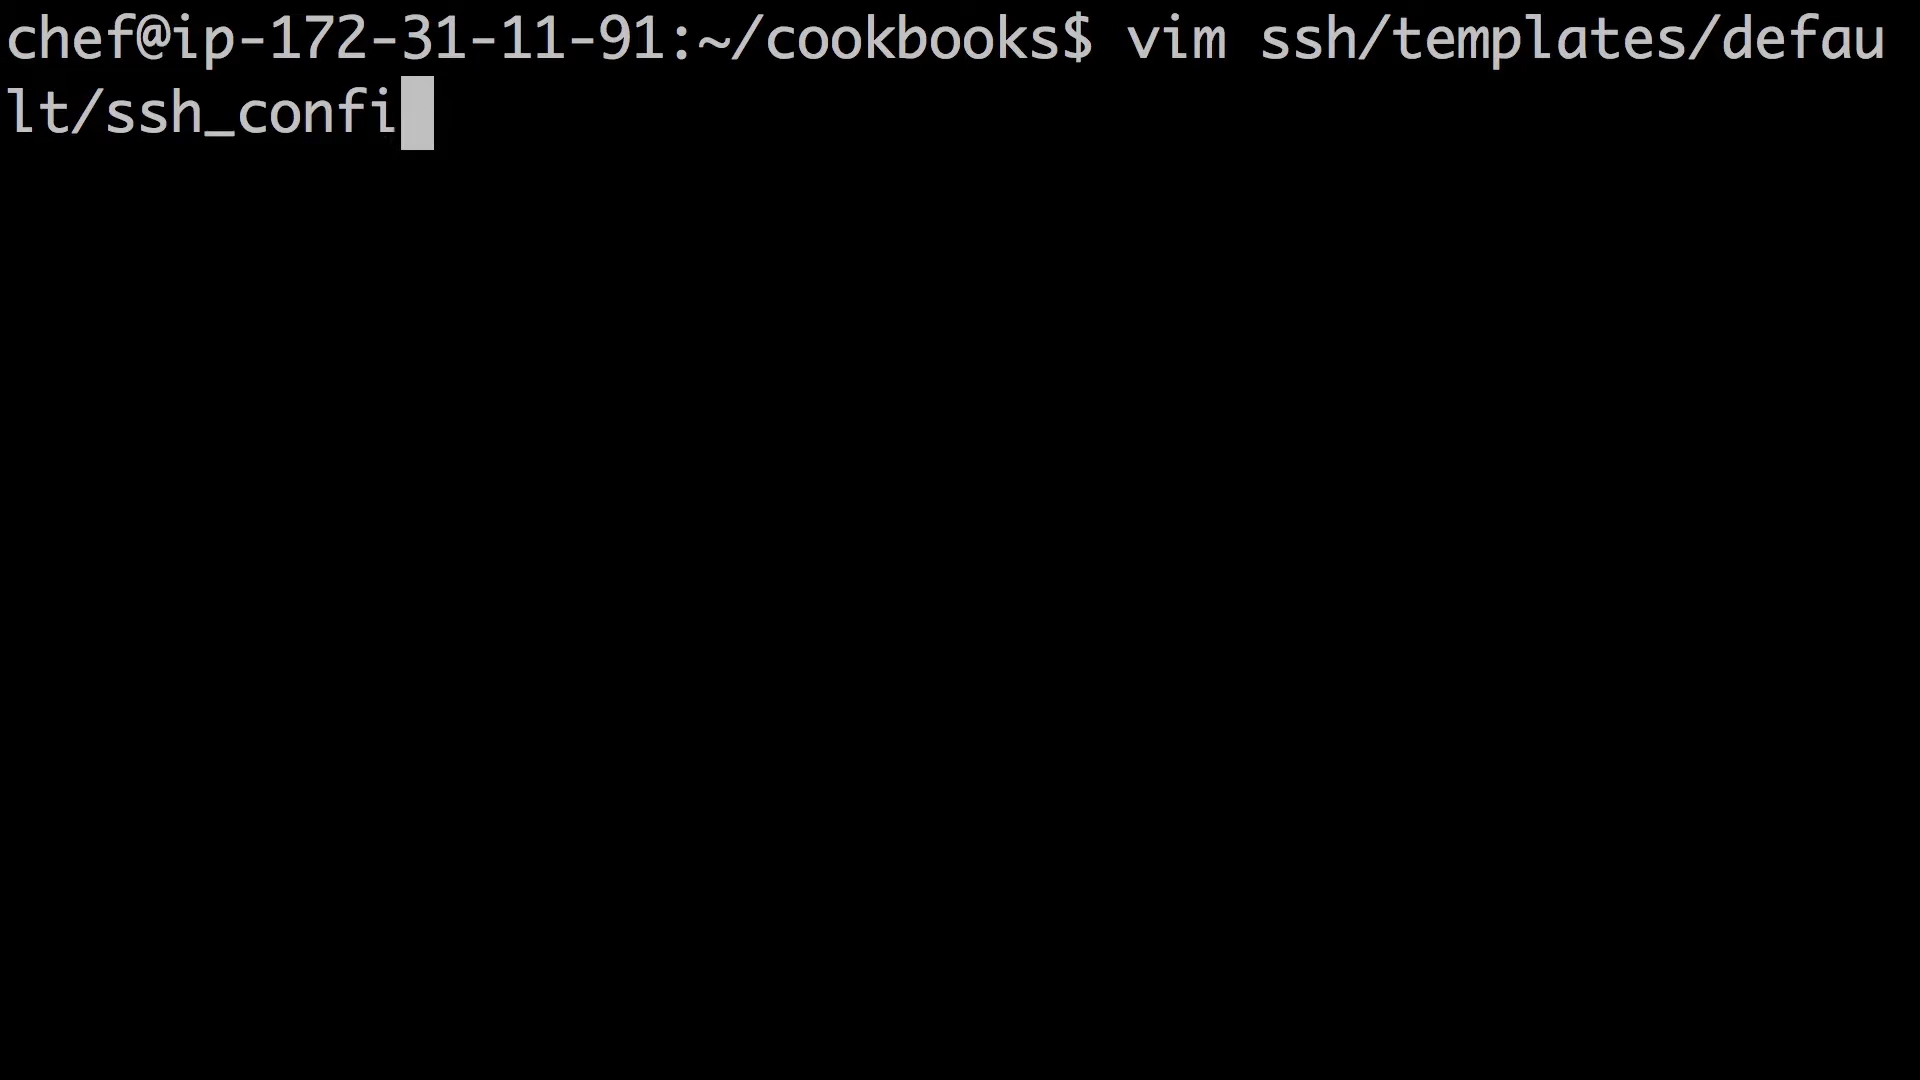 chef@ip-172-31-11-91:~/cookbooks$ vim ssh/templates/defau
lt/ssh_confi